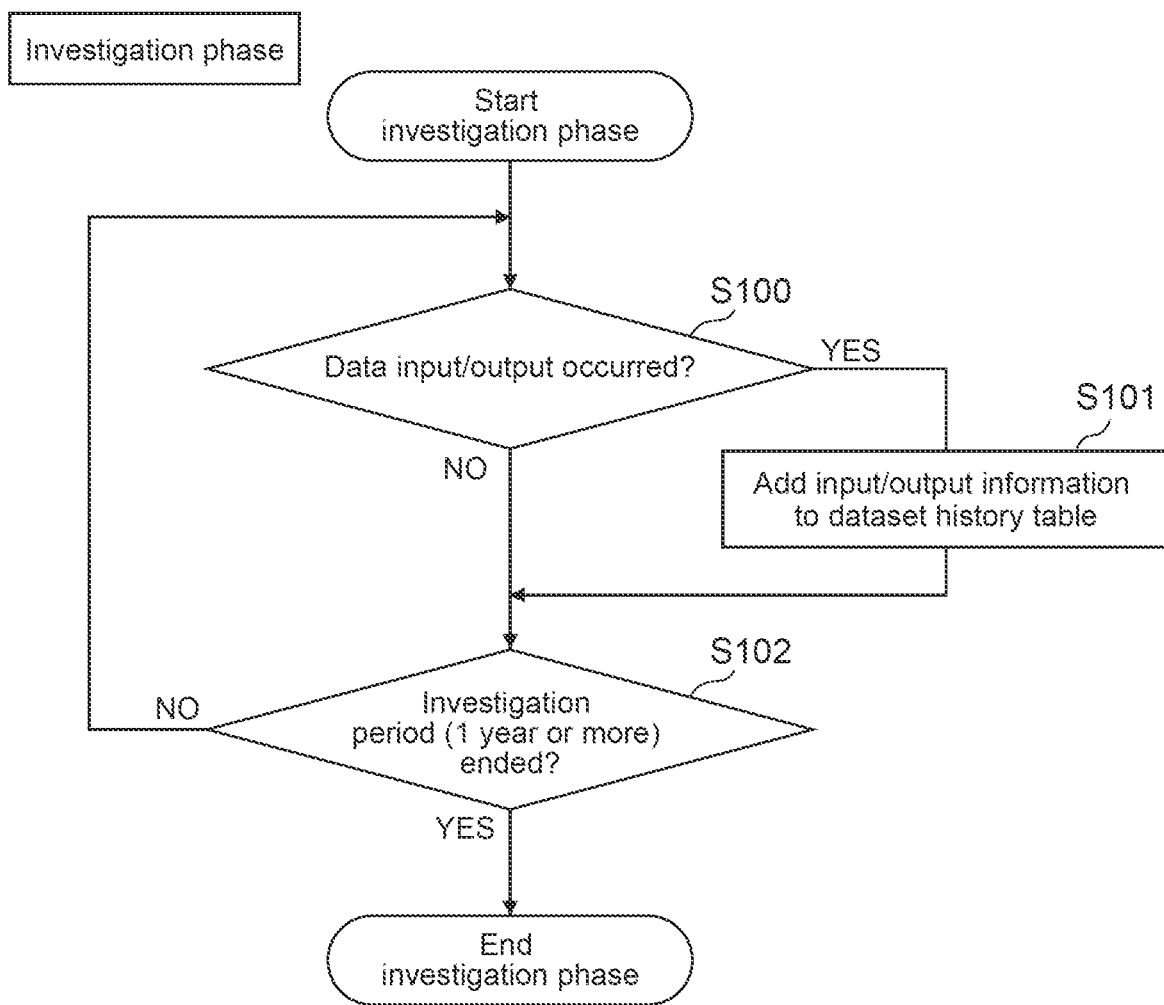 Investigation phase
Start
investigation phase
S100
Data input/output occurred?
YES
S101
NO
Add input/output information
to dataset history table
S102
Investigation
period (1 year or more)
ended?
NO
YES
End
investigation phase